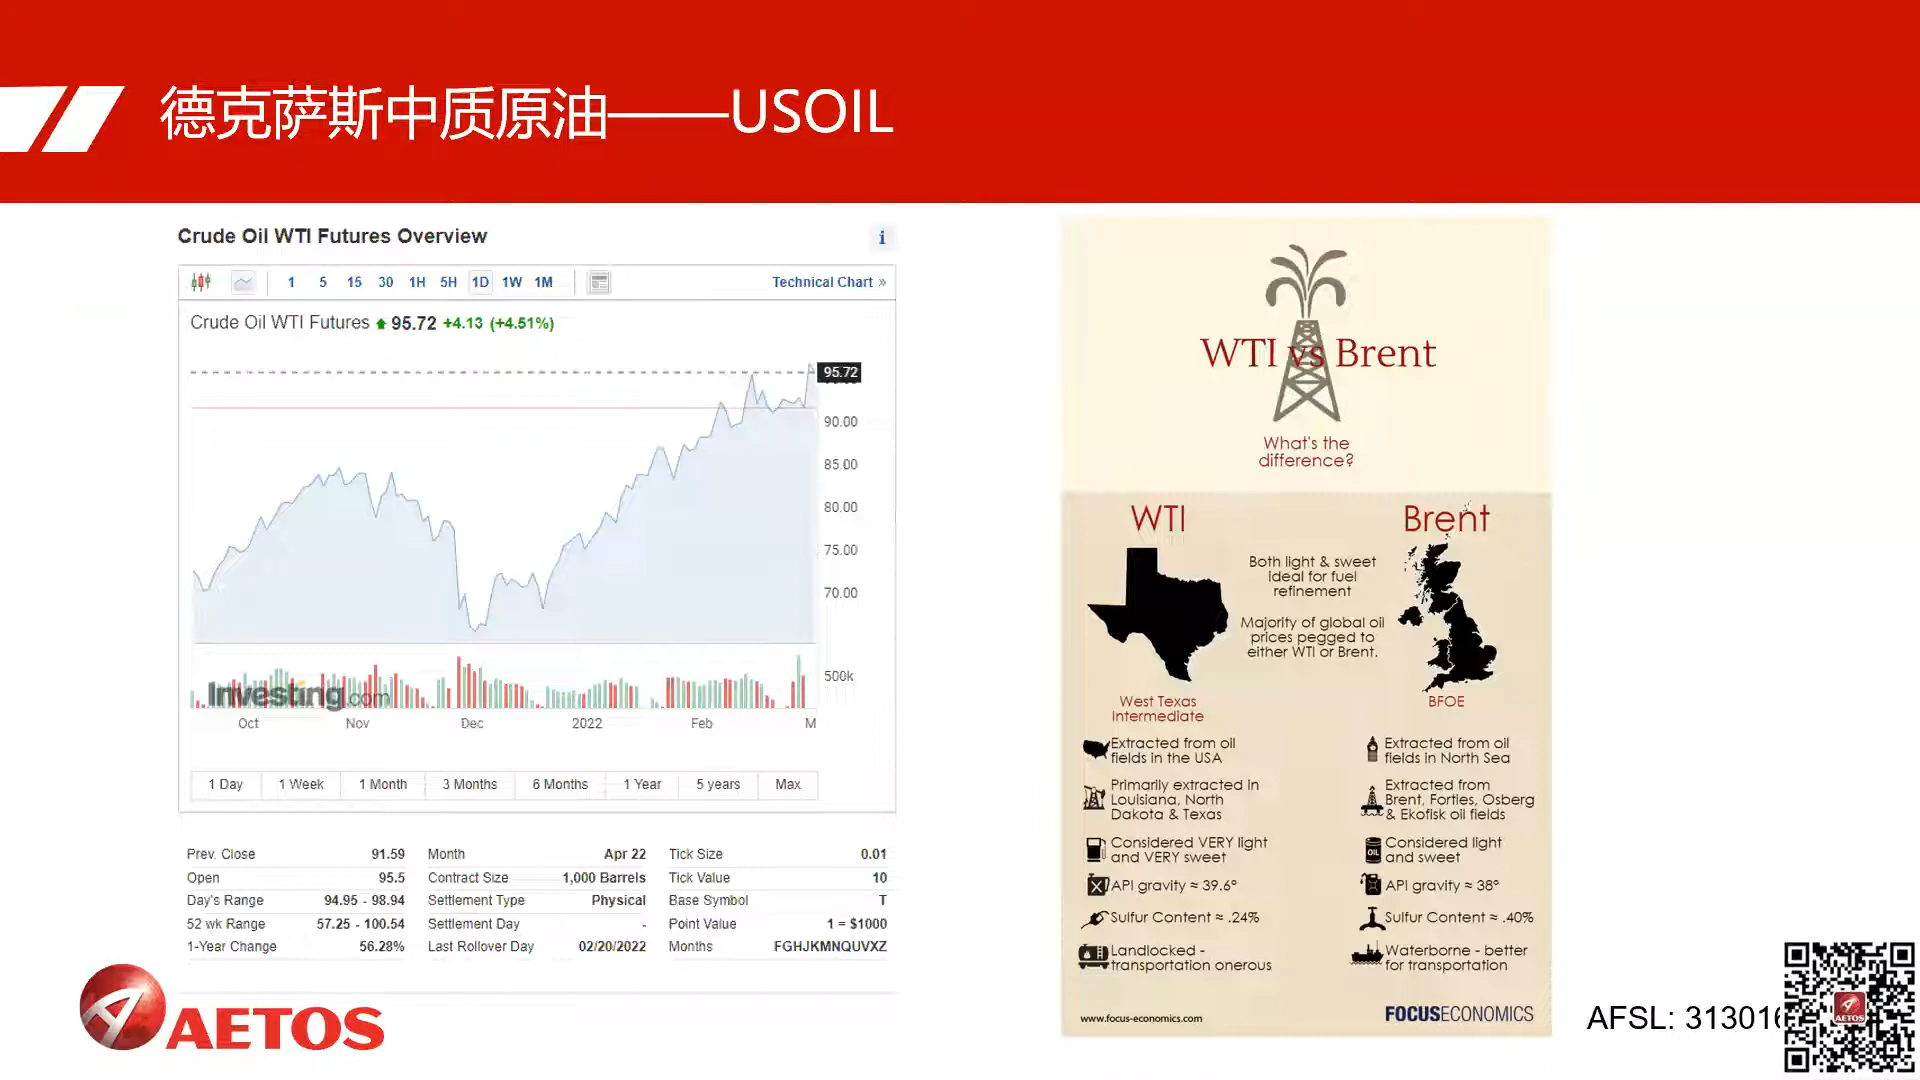 德克萨斯中质原油——USOIL
Crude Oil WTI Futures Overview
i
1 5 15 30 1H 5H 1D 1W 1M
Technical Chart »
Crude Oil WTI Futures 95.72 +4.13 (+4.51%)
95.72
90.00
85.00
80.00
75.00
70.00
500k
Investing.com
Oct Nov Dec 2022 Feb M
1 Day 1 Week 1 Month 3 Months 6 Months 1 Year 5 years Max
Prev. Close 91.59 Month Apr 22 Tick Size 0.01
Open 95.5 Contract Size 1,000 Barrels Tick Value 10
Day's Range 94.95 - 98.94 Settlement Type Physical Base Symbol T
52 wk Range 57.25 - 100.54 Settlement Day - Point Value 1 = $1000
1-Year Change 56.28% Last Rollover Day 02/20/2022 Months FGHJKMNQUVXZ
AETOS
WTI vs Brent
What's the
difference?
WTI
Brent
Both light & sweet
ideal for fuel
refinement
Majority of global oil
prices pegged to
either WTI or Brent.
West Texas
Intermediate
BFOE
Extracted from oil
fields in the USA
Extracted from oil
fields in North Sea
Primarily extracted in
Louisiana, North
Dakota & Texas
Extracted from
Brent, Forties, Osberg
& Ekofisk oil fields
Considered VERY light
and VERY sweet
OIL
Considered light
and sweet
API gravity ≈ 39.6°
API gravity ≈ 38°
Sulfur Content ≈ .24%
Sulfur Content ≈ .40%
Landlocked -
transportation onerous
Waterborne - better
for transportation
www.focus-economics.com
FOCUSECONOMICS
AFSL: 313016
AETOS